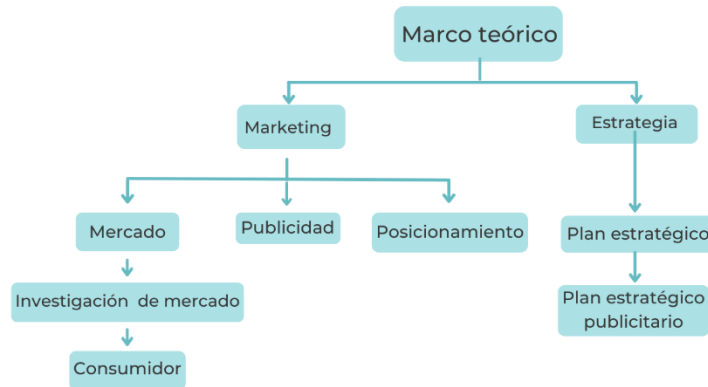 Marco teórico
Marketing
Estrategia
Mercado
Publicidad
Posicionamiento
Plan estratégico
Investigación de mercado
Plan estratégico
publicitario
Consumidor